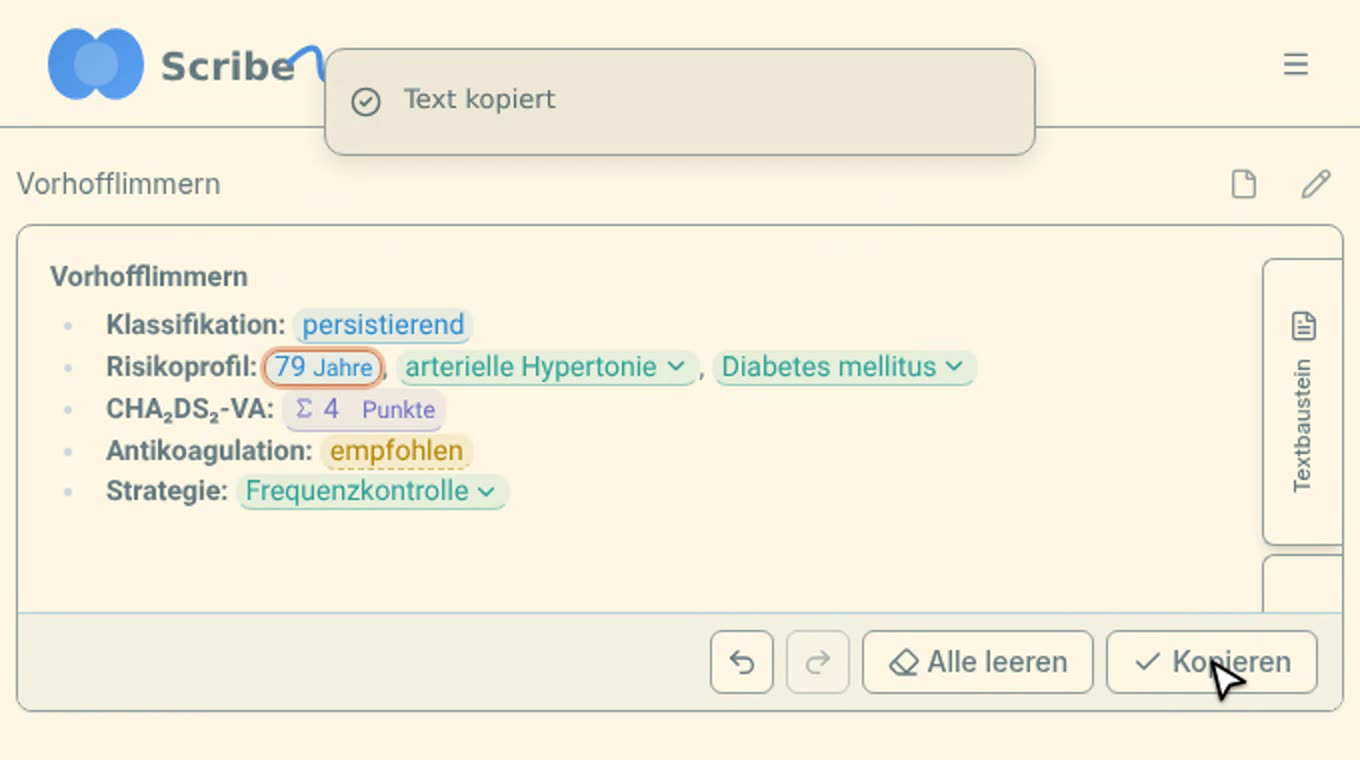 Scribe
Text kopiert
Vorhofflimmern
Vorhofflimmern
Klassifikation: persistierend
Risikoprofil: 79 Jahre, arterielle Hypertonie, Diabetes mellitus
CHA₂DS₂-VA: Σ 4 Punkte
Antikoagulation: empfohlen
Strategie: Frequenzkontrolle
Textbaustein
Alle leeren
Kopieren